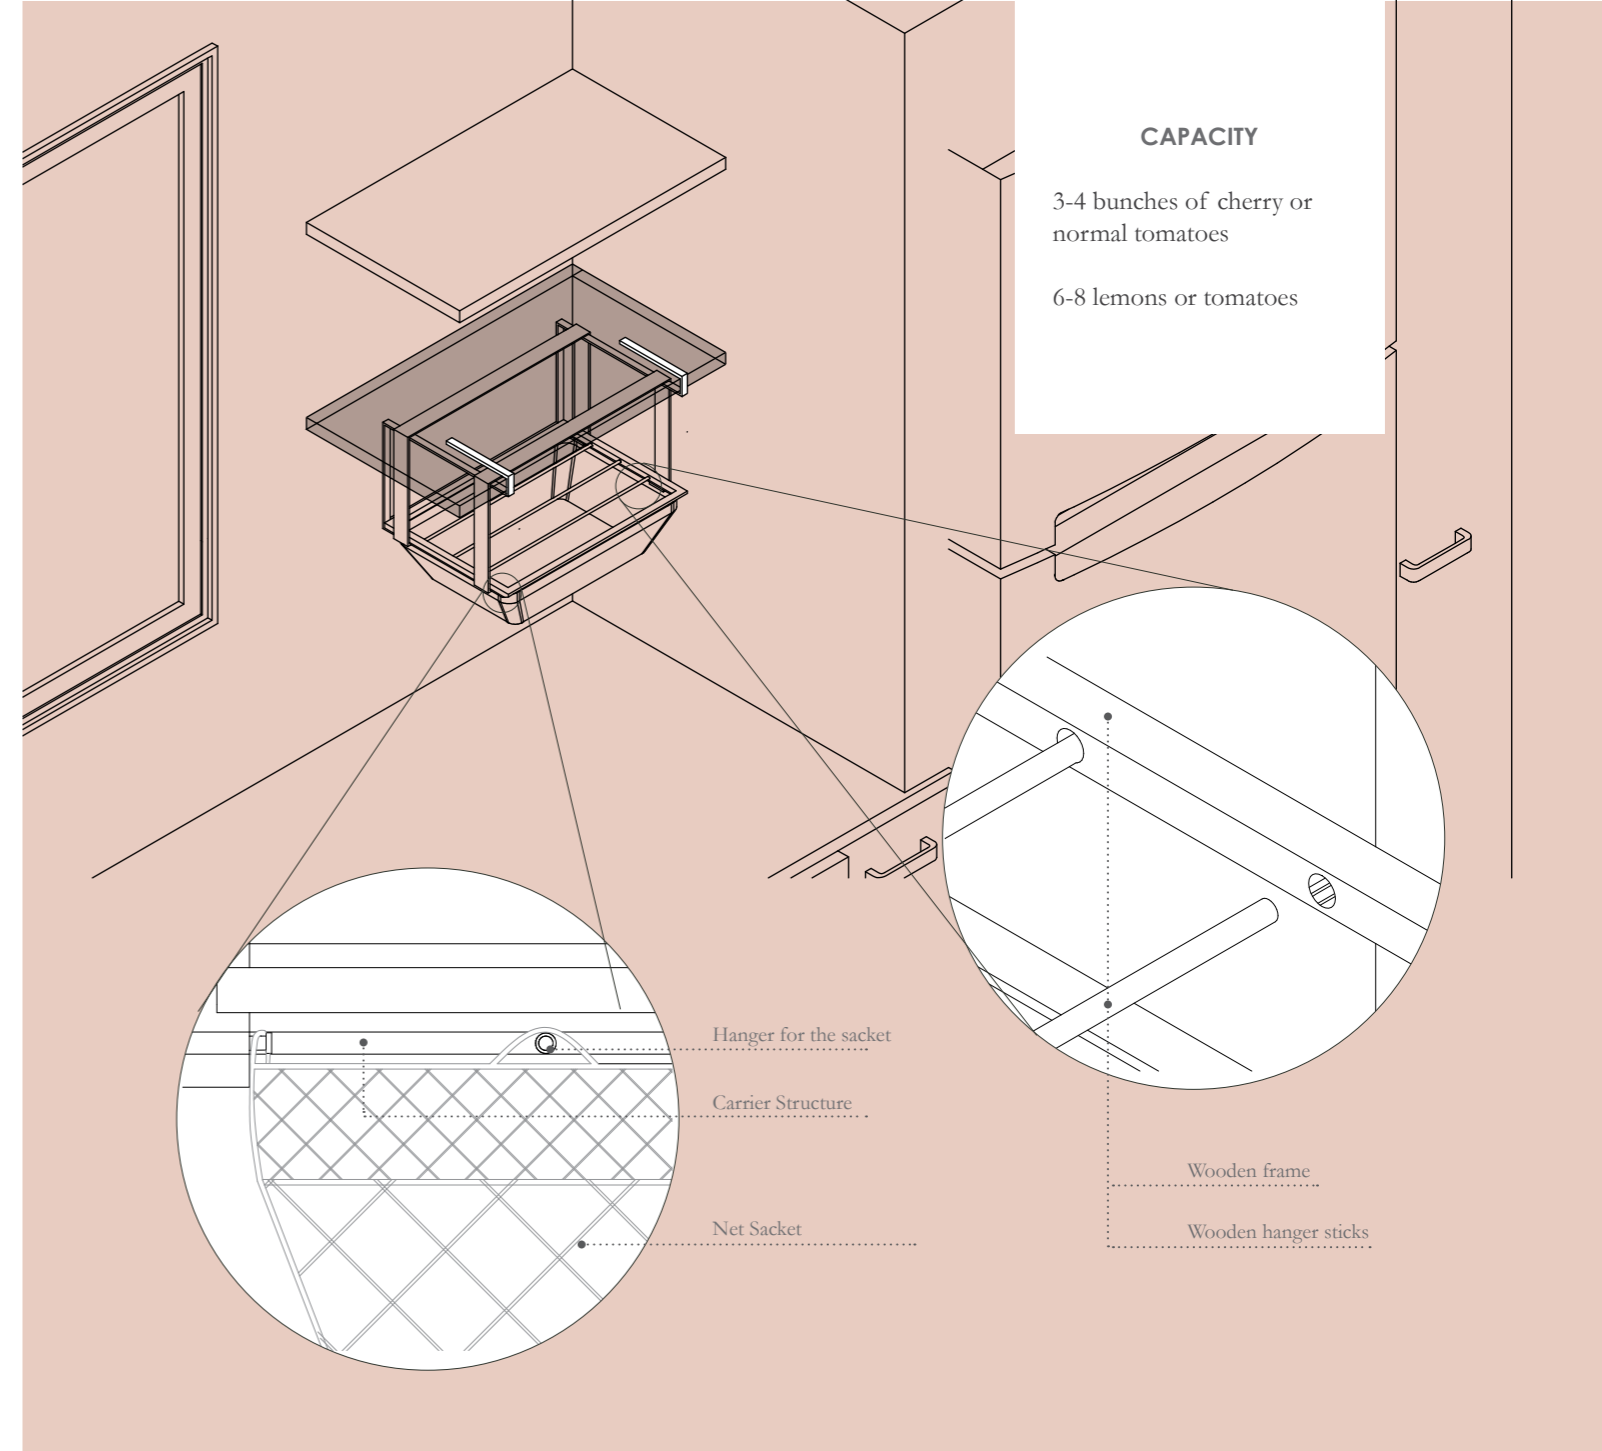 CAPACITY
3-4 bunches of cherry or
normal tomatoes
6-8 lemons or tomatoes
Hanger for the sacket
Carrier Structure
Net Sacket
Wooden frame
Wooden hanger sticks